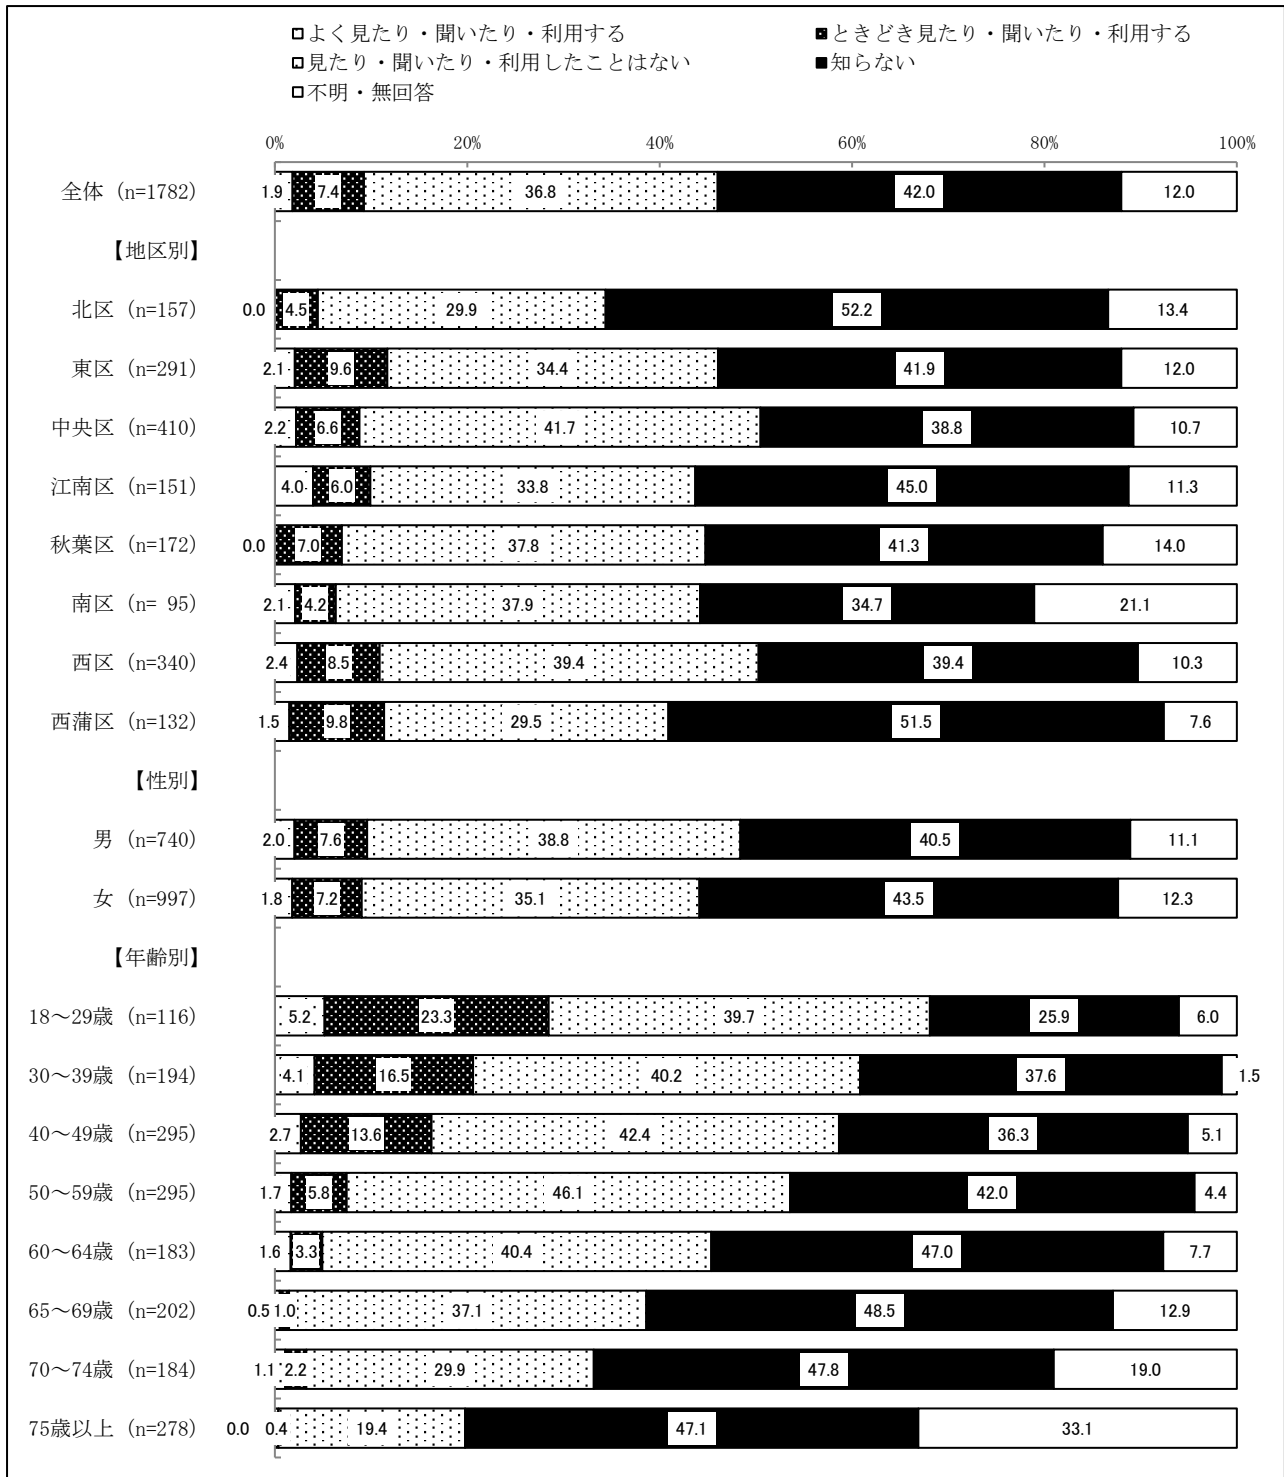 よく見たり・聞いたり・利用する ときどき見たり・聞いたり・利用する
見たり・聞いたり・利用したことはない 知らない
不明・無回答
0% 20% 40% 60% 80% 100%
全体 (n=1782) 1.9 7.4 36.8 42.0 12.0
【地区別】
北区 (n=157) 0.0 4.5 29.9 52.2 13.4
東区 (n=291) 2.1 9.6 34.4 41.9 12.0
中央区 (n=410) 2.2 6.6 41.7 38.8 10.7
江南区 (n=151) 4.0 6.0 33.8 45.0 11.3
秋葉区 (n=172) 0.0 7.0 37.8 41.3 14.0
南区 (n= 95) 2.1 4.2 37.9 34.7 21.1
西区 (n=340) 2.4 8.5 39.4 39.4 10.3
西蒲区 (n=132) 1.5 9.8 29.5 51.5 7.6
【性別】
男 (n=740) 2.0 7.6 38.8 40.5 11.1
女 (n=997) 1.8 7.2 35.1 43.5 12.3
【年齢別】
18～29歳 (n=116) 5.2 23.3 39.7 25.9 6.0
30～39歳 (n=194) 4.1 16.5 40.2 37.6 1.5
40～49歳 (n=295) 2.7 13.6 42.4 36.3 5.1
50～59歳 (n=295) 1.7 5.8 46.1 42.0 4.4
60～64歳 (n=183) 1.6 3.3 40.4 47.0 7.7
65～69歳 (n=202) 0.5 1.0 37.1 48.5 12.9
70～74歳 (n=184) 1.1 2.2 29.9 47.8 19.0
75歳以上 (n=278) 0.0 0.4 19.4 47.1 33.1